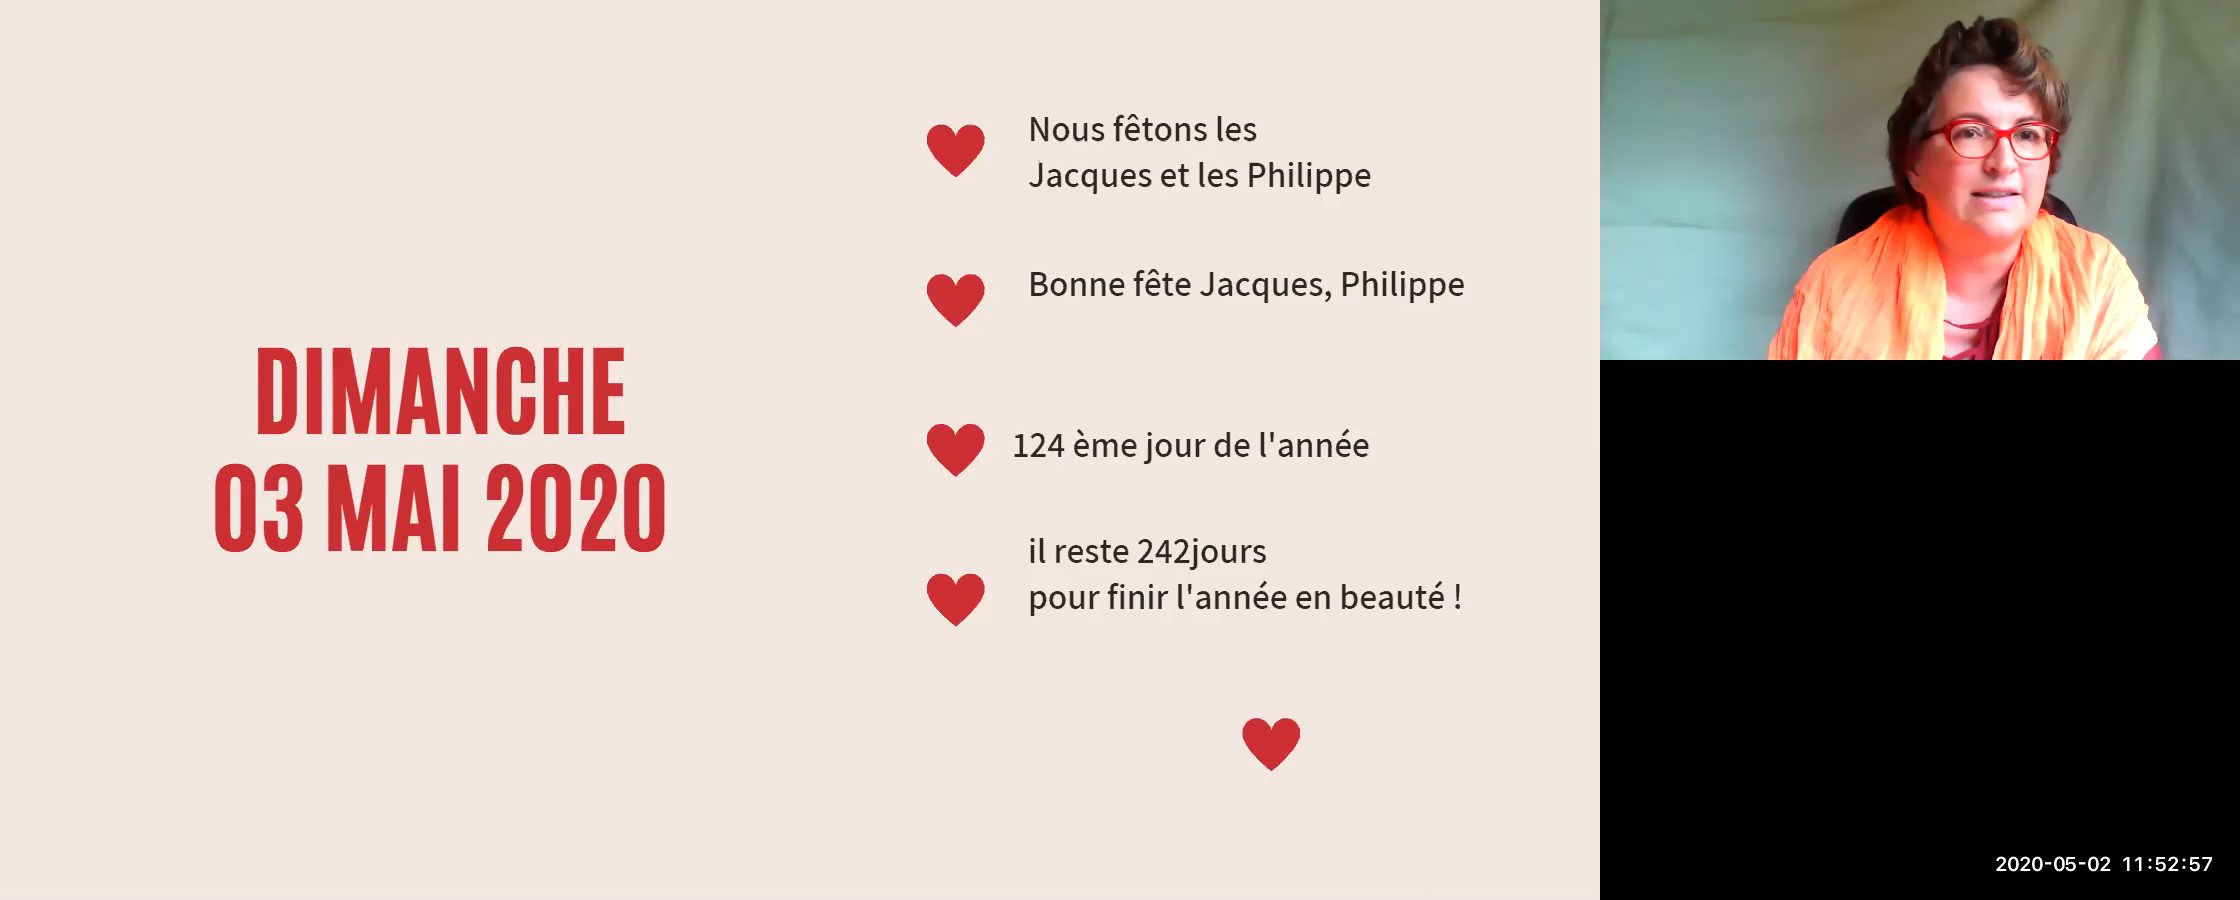 DIMANCHE
03 MAI 2020
Nous fêtons les
Jacques et les Philippe
Bonne fête Jacques, Philippe
124 ème jour de l'année
il reste 242jours
pour finir l'année en beauté !
2020-05-02 11:52:57